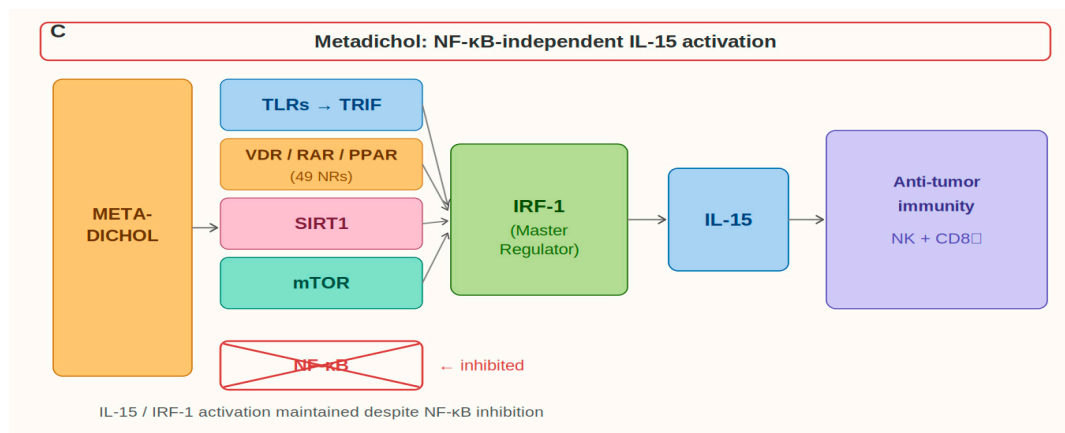 C
Metadichol: NF-κB-independent IL-15 activation
META-
DICHOL
TLRs → TRIF
VDR / RAR / PPAR
(49 NRs)
SIRT1
mTOR
NF-κB
← inhibited
IRF-1
(Master
Regulator)
IL-15
Anti-tumor
immunity
NK + CD8▯
IL-15 / IRF-1 activation maintained despite NF-κB inhibition